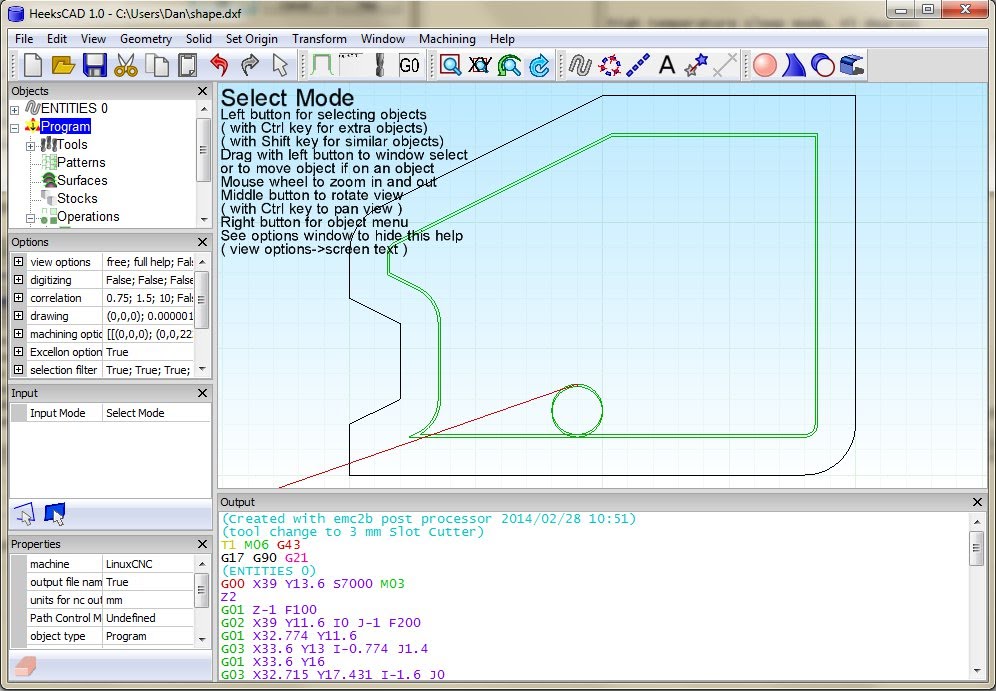 HeeksCAD 1.0 - C:\Users\Dan\shape.dxf
File Edit View Geometry Solid Set Origin Transform Window Machining Help
G0 A
Objects
ENTITIES 0
Program
Tools
Patterns
Surfaces
Stocks
Operations
Options
view options free; full help; Fal
digitizing False; False; False
correlation 0.75; 1.5; 10; Fal
drawing (0,0,0); 0.000001
machining optic [[(0,0,0); (0,0,22
Excellon option True
selection filter True; True; True;
Input
Input Mode Select Mode
Properties
machine LinuxCNC
output file nam True
units for nc out mm
Path Control M Undefined
object type Program
Select Mode
Left button for selecting objects
( with Ctrl key for extra objects)
( with Shift key for similar objects)
Drag with left button to window select
or to move object if on an object
Mouse wheel to zoom in and out
Middle button to rotate view
( with Ctrl key to pan view )
Right button for object menu
See options window to hide this help
( view options->screen text )
Output
(Created with emc2b post processor 2014/02/28 10:51)
(tool change to 3 mm Slot Cutter)
T1 M06 G43
G17 G90 G21
(ENTITIES 0)
G00 X39 Y13.6 S7000 M03
Z2
G01 Z-1 F100
G02 X39 Y11.6 I0 J-1 F200
G01 X32.774 Y11.6
G03 X33.6 Y13 I-0.774 J1.4
G01 X33.6 Y16
G03 X32.715 Y17.431 I-1.6 J0